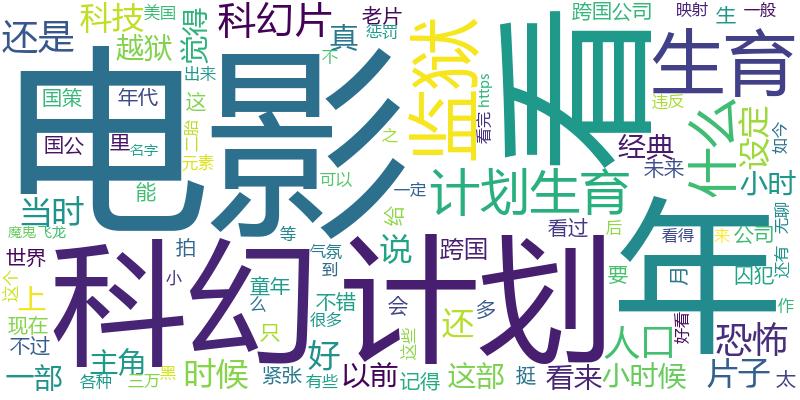 科技
美国
科幻片
老片
惩罚
跨国公司
映射
生
一般
还是
越狱
觉得
真
监狱
看
生育
出来
不
https
看完
违反
电影
国策
年代
这
什么
设定
国公
里
名字
二胎
元素
之
经典
未来
如今
能
可以
一定
计划生育
小时
当时
给
年
无聊
魔鬼
飞龙
等
气氛
说
跨国
看过
后
看得
来
公司
世界
科幻
计划
拍
到
还有
这个
上
小
童年
么
不错
会
还
多
要
月
好看
囚犯
作
现在
很多
只
人口
恐怖
不过
主角
好
这些
一部
各种
三万
黑
时候
紧张
有些
以前
记得
这部
挺
看来
小时候
片子
太